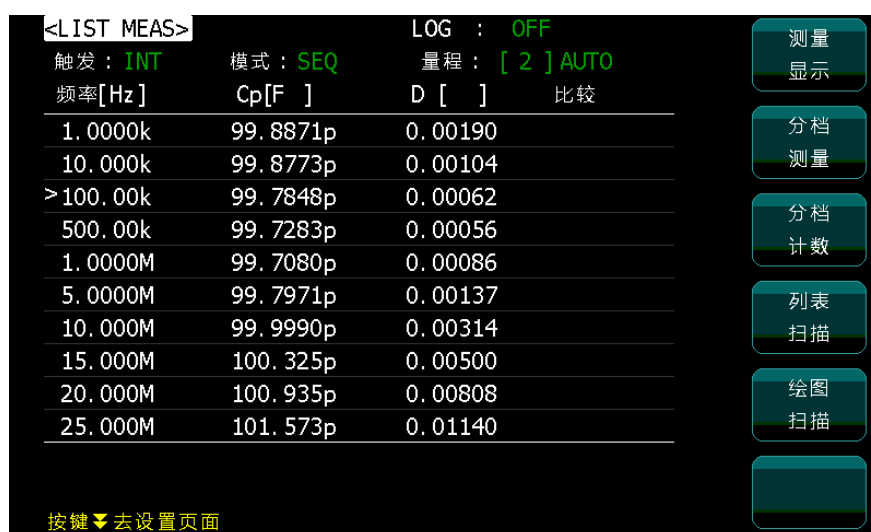 <LIST MEAS> LOG : OFF
触发 : INT 模式 : SEQ 量程 : [ 2 ] AUTO
频率[Hz] Cp[F ] D [ ] 比较
1.0000k 99.8871p 0.00190
10.000k 99.8773p 0.00104
>100.00k 99.7848p 0.00062
500.00k 99.7283p 0.00056
1.0000M 99.7080p 0.00086
5.0000M 99.7971p 0.00137
10.000M 99.9990p 0.00314
15.000M 100.325p 0.00500
20.000M 100.935p 0.00808
25.000M 101.573p 0.01140
按键⏬去设置页面
测量
显示
分档
测量
分档
计数
列表
扫描
绘图
扫描